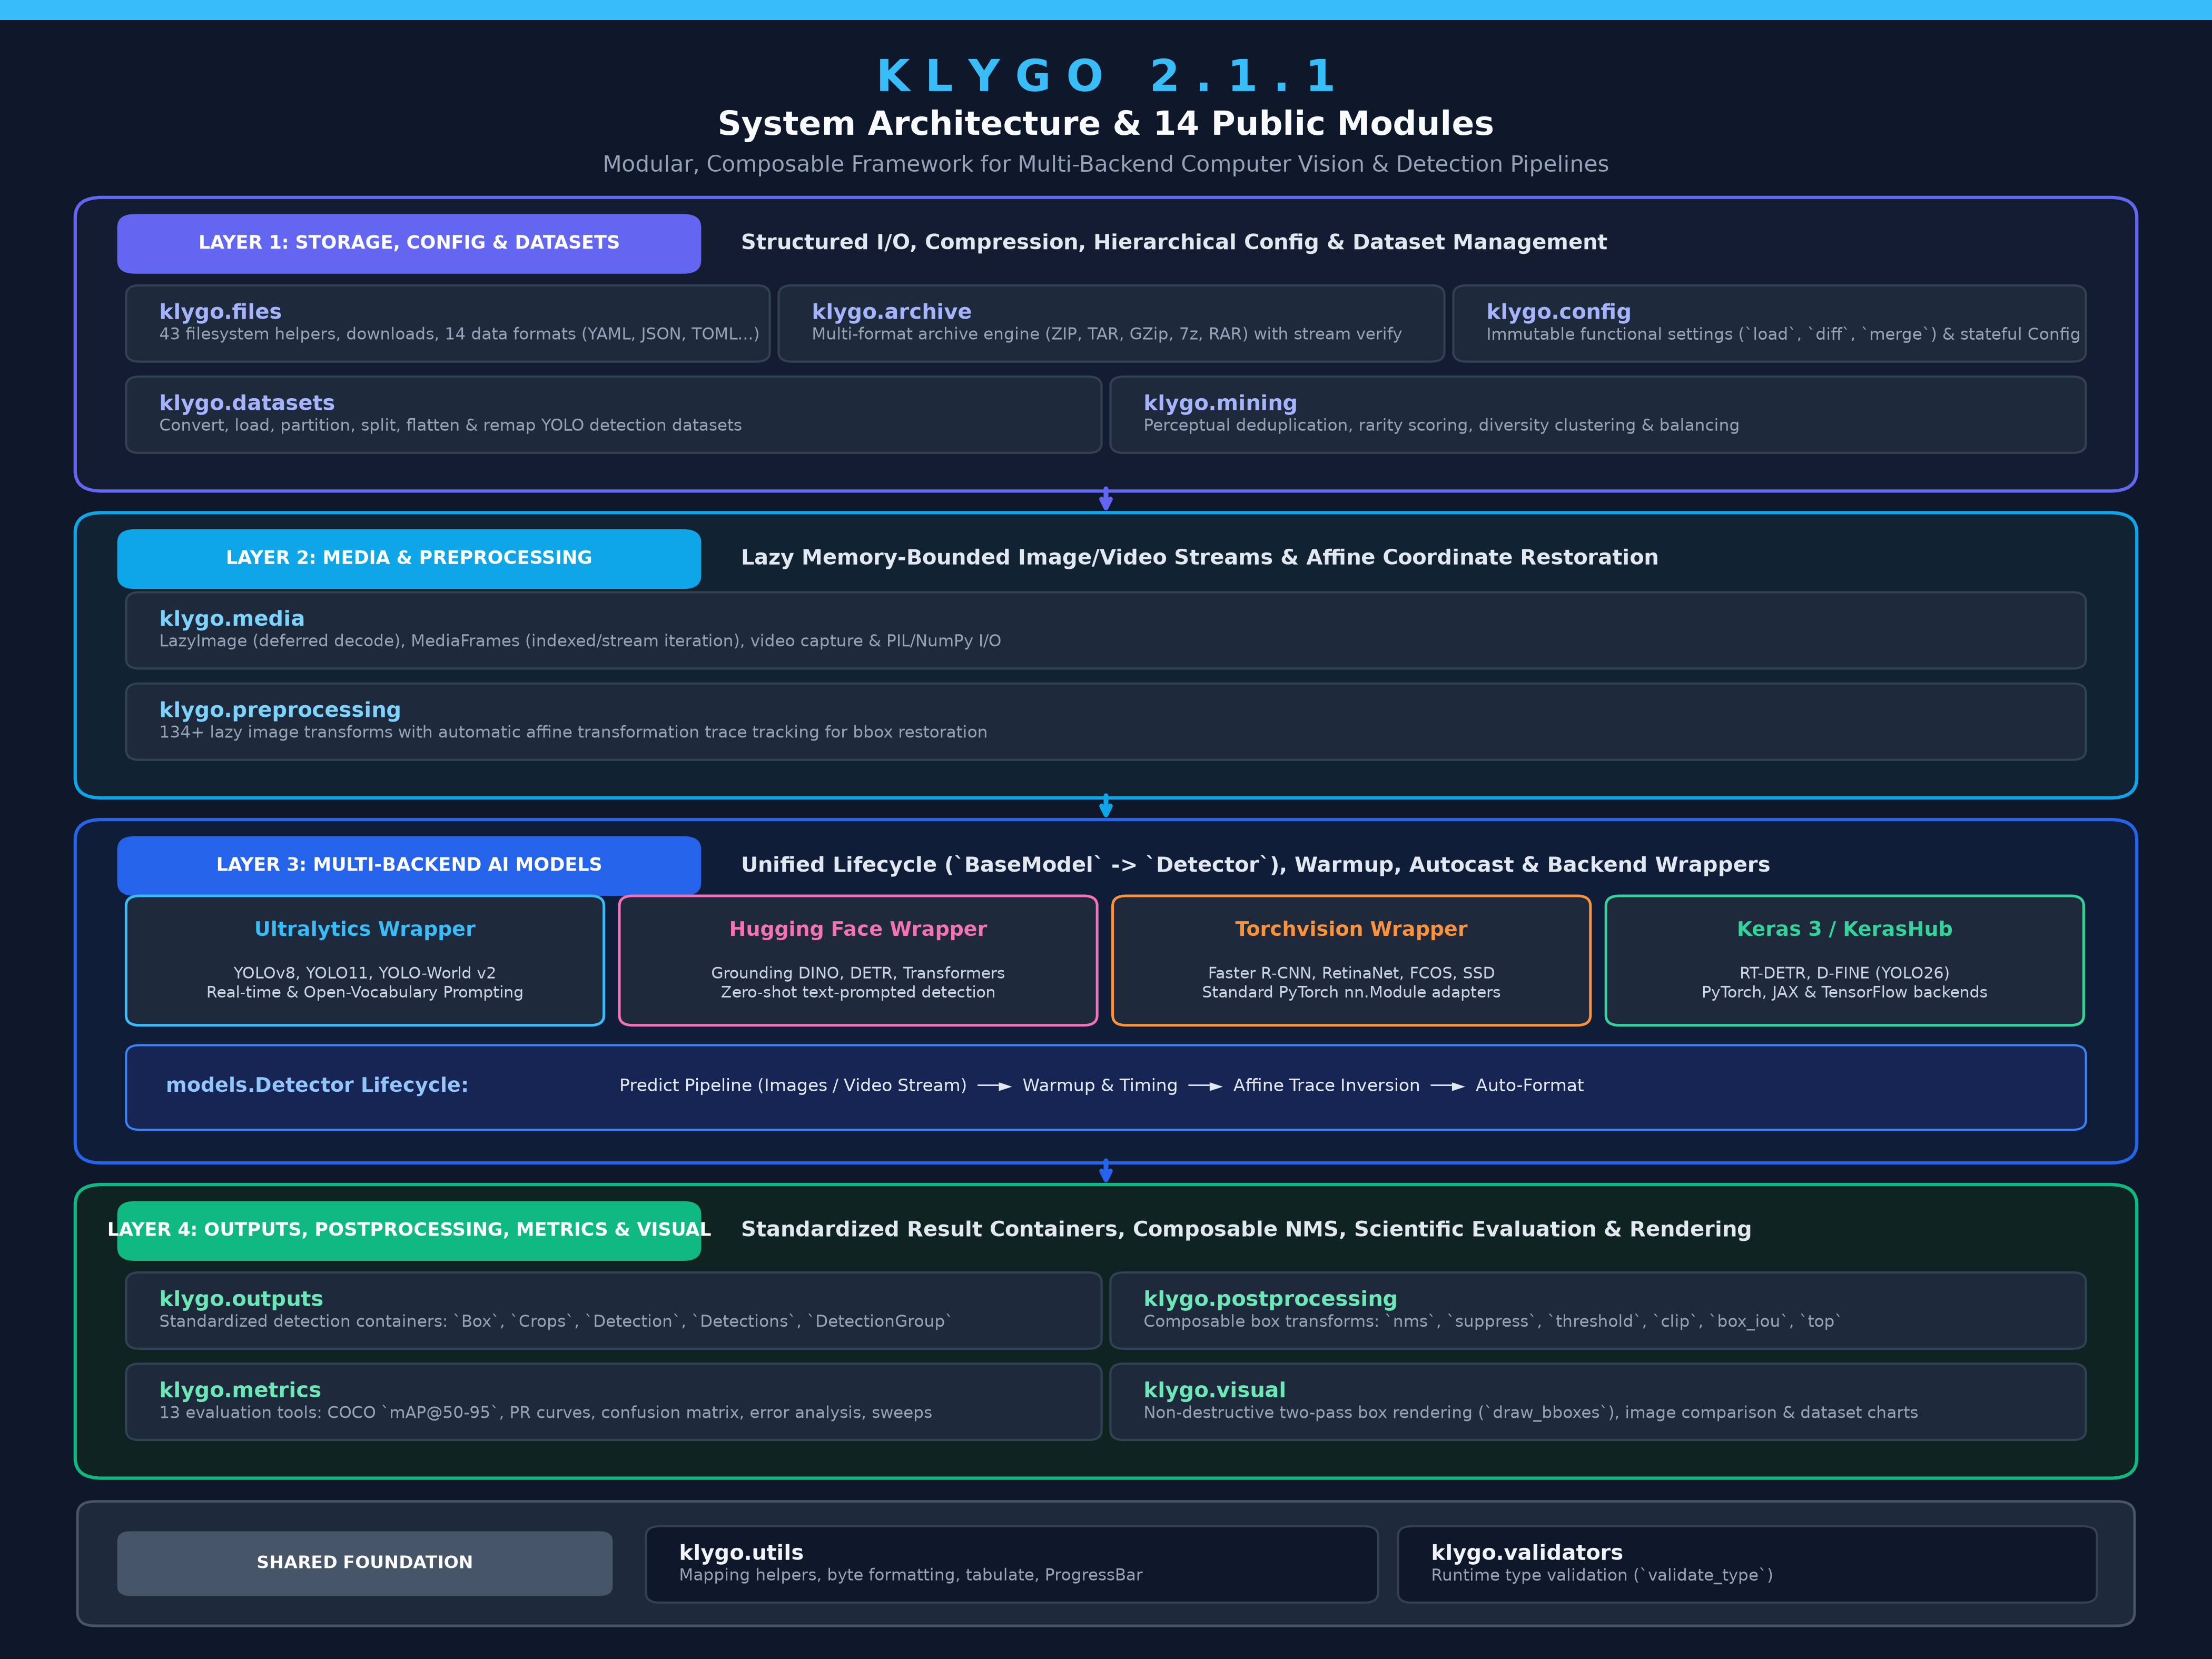 KLYGO 2.1.1
System Architecture & 14 Public Modules
Modular, Composable Framework for Multi-Backend Computer Vision & Detection Pipelines
LAYER 1: STORAGE, CONFIG & DATASETS
Structured I/O, Compression, Hierarchical Config & Dataset Management
klygo.files
43 filesystem helpers, downloads, 14 data formats (YAML, JSON, TOML...)
klygo.archive
Multi-format archive engine (ZIP, TAR, GZip, 7z, RAR) with stream verify
klygo.config
Immutable functional settings (`load`, `diff`, `merge`) & stateful Config
klygo.datasets
Convert, load, partition, split, flatten & remap YOLO detection datasets
klygo.mining
Perceptual deduplication, rarity scoring, diversity clustering & balancing
LAYER 2: MEDIA & PREPROCESSING
Lazy Memory-Bounded Image/Video Streams & Affine Coordinate Restoration
klygo.media
LazyImage (deferred decode), MediaFrames (indexed/stream iteration), video capture & PIL/NumPy I/O
klygo.preprocessing
134+ lazy image transforms with automatic affine transformation trace tracking for bbox restoration
LAYER 3: MULTI-BACKEND AI MODELS
Unified Lifecycle (`BaseModel` -> `Detector`), Warmup, Autocast & Backend Wrappers
Ultralytics Wrapper
YOLOv8, YOLO11, YOLO-World v2
Real-time & Open-Vocabulary Prompting
Hugging Face Wrapper
Grounding DINO, DETR, Transformers
Zero-shot text-prompted detection
Torchvision Wrapper
Faster R-CNN, RetinaNet, FCOS, SSD
Standard PyTorch nn.Module adapters
Keras 3 / KerasHub
RT-DETR, D-FINE (YOLO26)
PyTorch, JAX & TensorFlow backends
models.Detector Lifecycle:
Predict Pipeline (Images / Video Stream) ──► Warmup & Timing ──► Affine Trace Inversion ──► Auto-Format
LAYER 4: OUTPUTS, POSTPROCESSING, METRICS & VISUAL
Standardized Result Containers, Composable NMS, Scientific Evaluation & Rendering
klygo.outputs
Standardized detection containers: `Box`, `Crops`, `Detection`, `Detections`, `DetectionGroup`
klygo.postprocessing
Composable box transforms: `nms`, `suppress`, `threshold`, `clip`, `box_iou`, `top`
klygo.metrics
13 evaluation tools: COCO `mAP@50-95`, PR curves, confusion matrix, error analysis, sweeps
klygo.visual
Non-destructive two-pass box rendering (`draw_bboxes`), image comparison & dataset charts
SHARED FOUNDATION
klygo.utils
Mapping helpers, byte formatting, tabulate, ProgressBar
klygo.validators
Runtime type validation (`validate_type`)